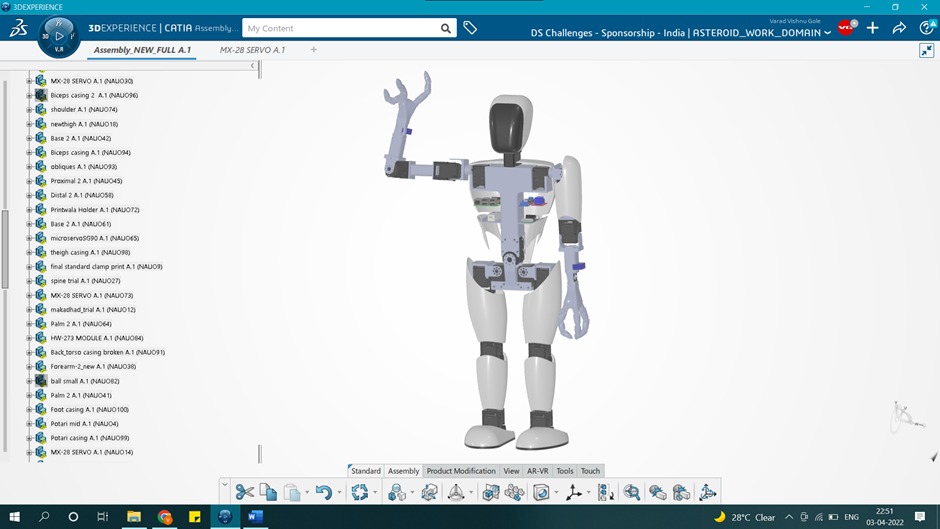 3DEXPERIENCE
3DEXPERIENCE | CATIA Assembly...
My Content
Varad Vishnu Gole
DS Challenges - Sponsorship - India | ASTEROID_WORK_DOMAIN
Assembly_NEW_FULL A.1
MX-28 SERVO A.1
MX-28 SERVO A.1 (NAUO30)
Biceps casing 2 A.1 (NAUO96)
shoulder A.1 (NAUO74)
newthigh A.1 (NAUO18)
Base 2 A.1 (NAUO42)
Biceps casing A.1 (NAUO94)
obliques A.1 (NAUO93)
Proximal 2 A.1 (NAUO45)
Distal 2 A.1 (NAUO58)
Printwala Holder A.1 (NAUO72)
Base 2 A.1 (NAUO61)
microservoSG90 A.1 (NAUO65)
theigh casing A.1 (NAUO98)
final standard clamp print A.1 (NAUO9)
spine trial A.1 (NAUO27)
MX-28 SERVO A.1 (NAUO73)
makadhad_trial A.1 (NAUO12)
Palm 2 A.1 (NAUO64)
HW-273 MODULE A.1 (NAUO84)
Back_torso casing broken A.1 (NAUO91)
Forearm-2_new A.1 (NAUO38)
ball small A.1 (NAUO82)
Palm 2 A.1 (NAUO41)
Foot casing A.1 (NAUO100)
Potari mid A.1 (NAUO4)
Potari casing A.1 (NAUO99)
MX-28 SERVO A.1 (NAUO14)
Standard Assembly Product Modification View AR-VR Tools Touch
28°C Clear
ENG
22:51
03-04-2022